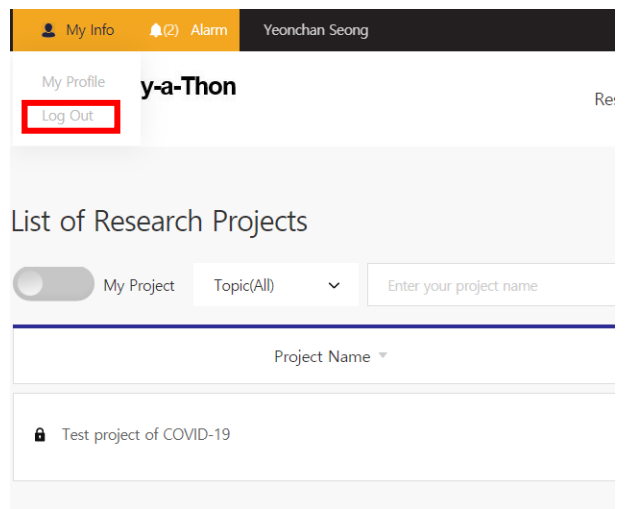 My Info (2) Alarm Yeonchan Seong
My Profile
y-a-Thon
Log Out
List of Research Projects
My Project Topic(All) Enter your project name
Project Name
Test project of COVID-19